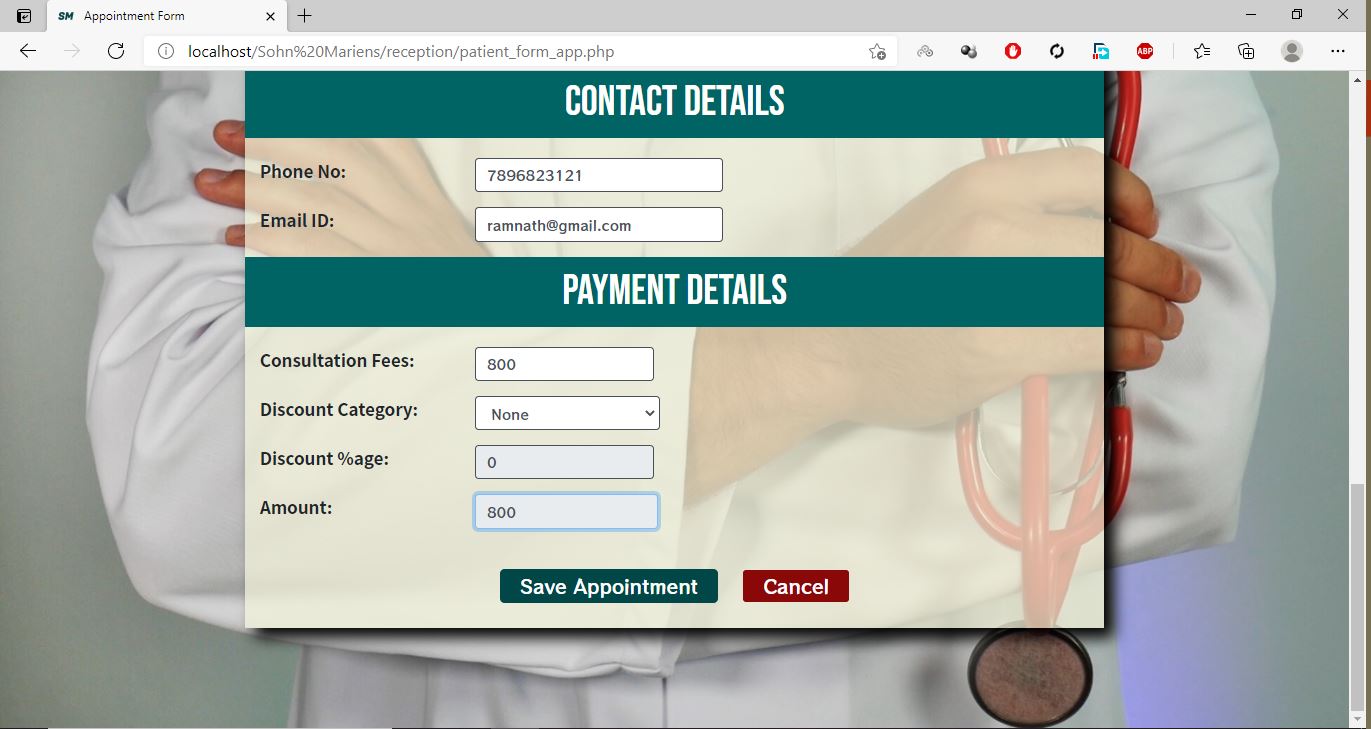 SM Appointment Form
localhost/Sohn%20Mariens/reception/patient_form_app.php
ABP
CONTACT DETAILS
Phone No: 7896823121
Email ID: ramnath@gmail.com
PAYMENT DETAILS
Consultation Fees: 800
Discount Category: None
Discount %age: 0
Amount: 800
Save Appointment Cancel